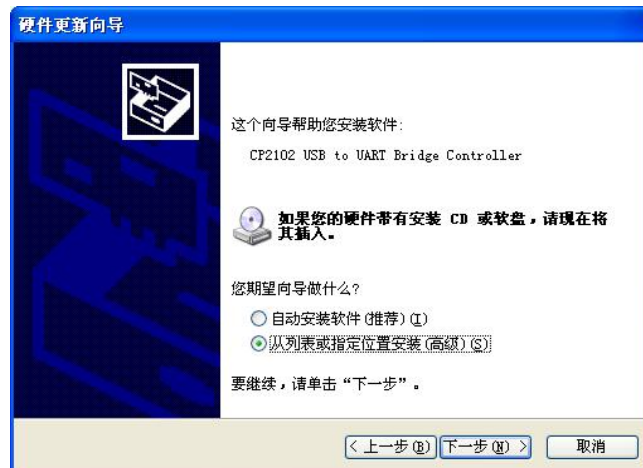 硬件更新向导
这个向导帮助您安装软件:
CP2102 USB to UART Bridge Controller
如果您的硬件带有安装 CD 或软盘，请现在将
其插入。
您期望向导做什么?
自动安装软件(推荐)(I)
从列表或指定位置安装(高级)(S)
要继续，请单击“下一步”。
< 上一步(B) 下一步(N) > 取消